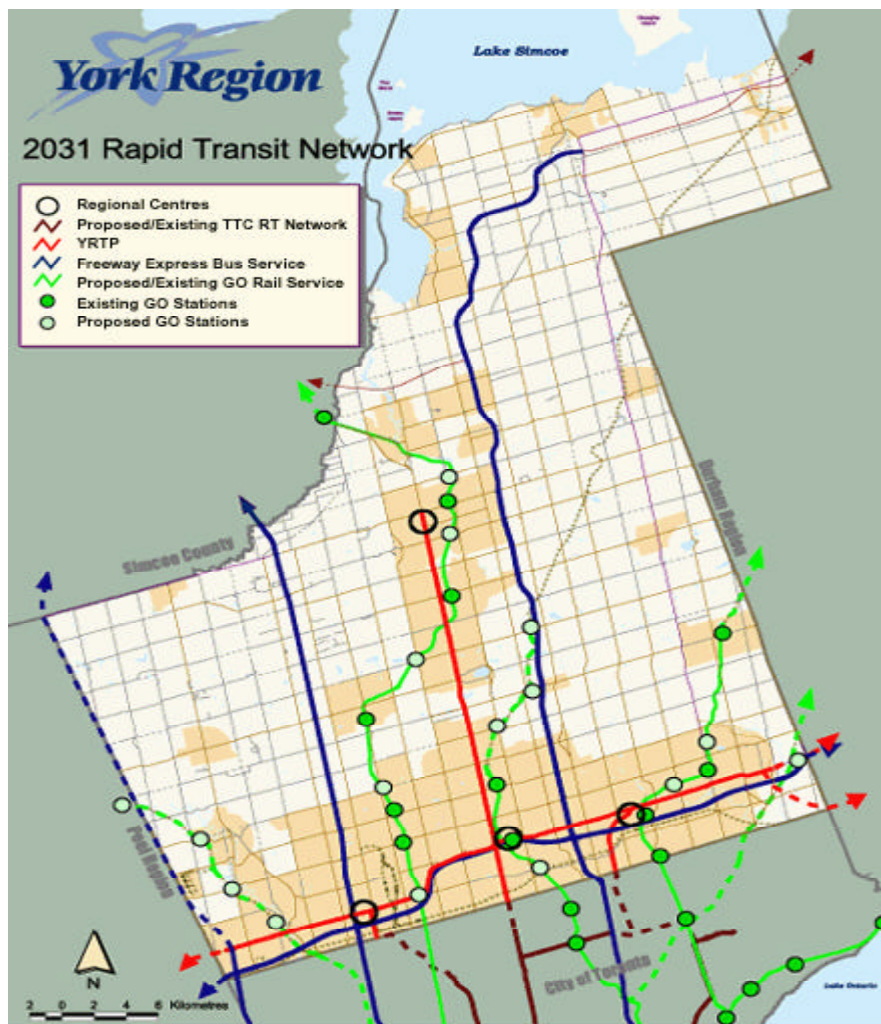 Lake Simcoe
York Region
2031 Rapid Transit Network
Regional Centres
Proposed/Existing TTC RT Network
YRTP
Freeway Express Bus Service
Proposed/Existing GO Rail Service
Existing GO Stations
Proposed GO Stations
Simcoe County
Durham Region
Peel Region
City of Toronto
Lake Ontario
N
2 0 2 4 6 Kilometres